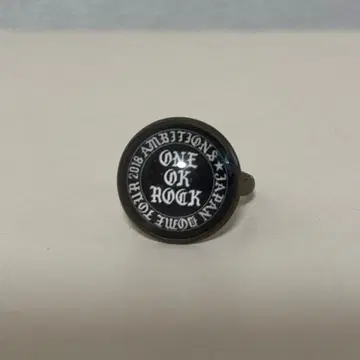 AMBITIONS★JAPAN DOME TOUR 2018
ONE
OK
ROCK